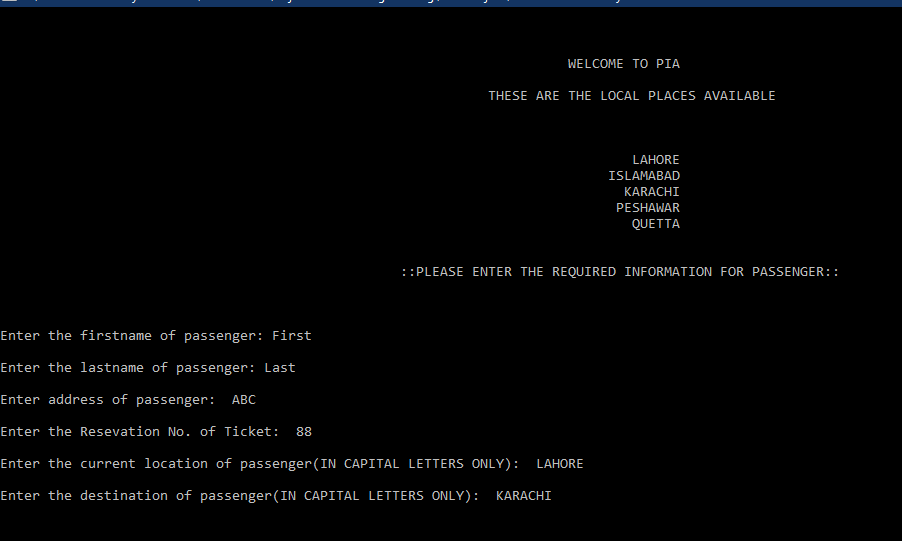 WELCOME TO PIA
THESE ARE THE LOCAL PLACES AVAILABLE
LAHORE
ISLAMABAD
KARACHI
PESHAWAR
QUETTA
::PLEASE ENTER THE REQUIRED INFORMATION FOR PASSENGER::
Enter the firstname of passenger: First
Enter the lastname of passenger: Last
Enter address of passenger:  ABC
Enter the Resevation No. of Ticket:  88
Enter the current location of passenger(IN CAPITAL LETTERS ONLY):  LAHORE
Enter the destination of passenger(IN CAPITAL LETTERS ONLY):  KARACHI